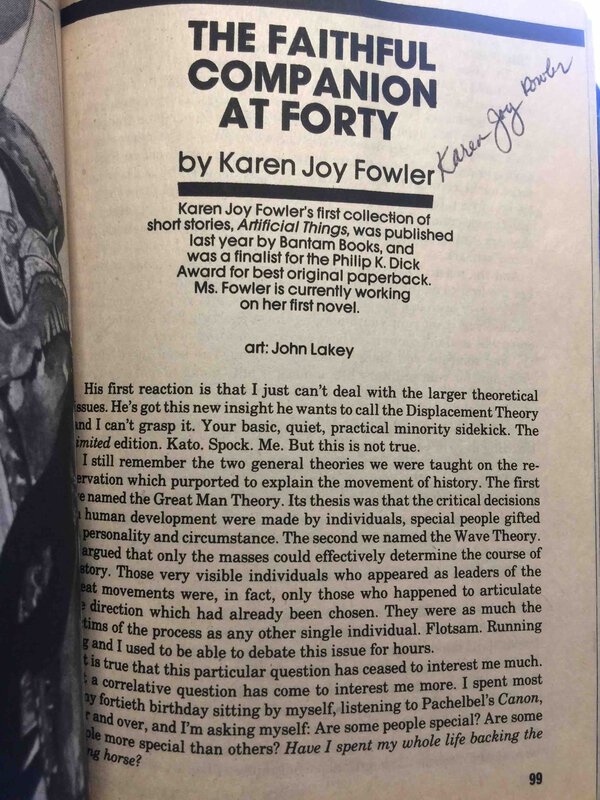 THE FAITHFUL
COMPANION
AT FORTY
by Karen Joy Fowler
Karen Joy Fowler
Karen Joy Fowler's first collection of
short stories, Artificial Things, was published
last year by Bantam Books, and
was a finalist for the Philip K. Dick
Award for best original paperback.
Ms. Fowler is currently working
on her first novel.
art: John Lakey
His first reaction is that I just can't deal with the larger theoretical
issues. He's got this new insight he wants to call the Displacement Theory
and I can't grasp it. Your basic, quiet, practical minority sidekick. The
limited edition. Kato. Spock. Me. But this is not true.
I still remember the two general theories we were taught on the re-
ervation which purported to explain the movement of history. The first
e named the Great Man Theory. Its thesis was that the critical decisions
human development were made by individuals, special people gifted
personality and circumstance. The second we named the Wave Theory.
argued that only the masses could effectively determine the course of
story. Those very visible individuals who appeared as leaders of the
eat movements were, in fact, only those who happened to articulate
e direction which had already been chosen. They were as much the
tims of the process as any other single individual. Flotsam. Running
g and I used to be able to debate this issue for hours.
t is true that this particular question has ceased to interest me much.
t a correlative question has come to interest me more. I spent most
my fortieth birthday sitting by myself, listening to Pachelbel's Canon,
r and over, and I'm asking myself: Are some people special? Are some
ple more special than others? Have I spent my whole life backing the
ng horse?
99